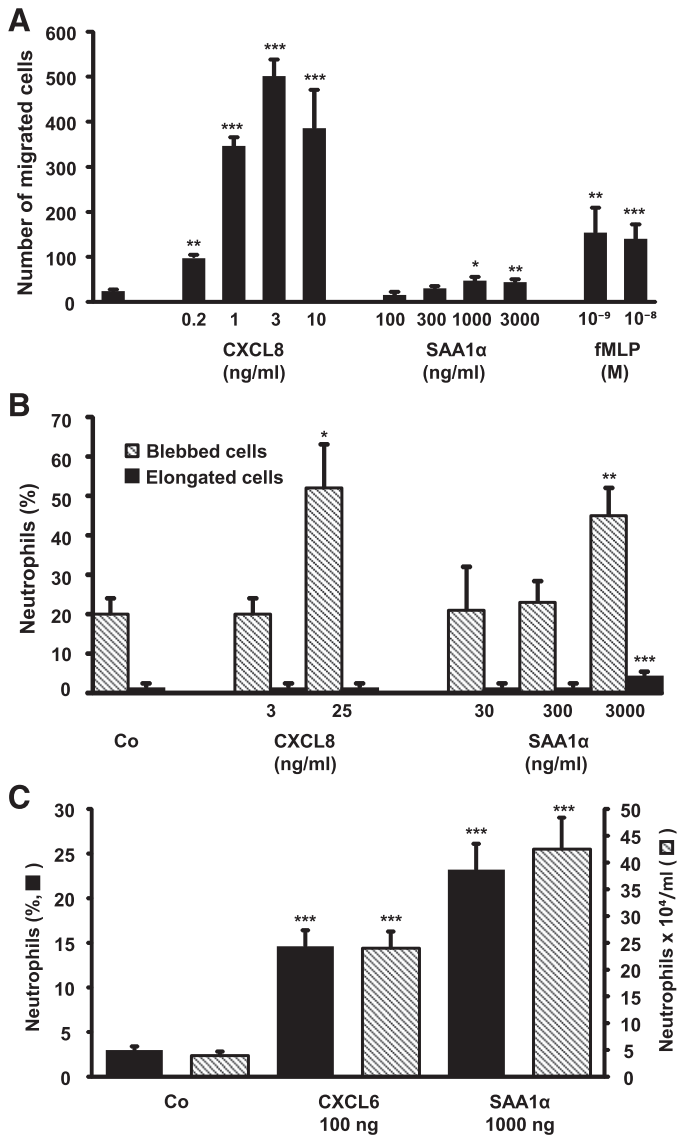 A
600
500
400
300
200
100
0
Number of migrated cells
** *** *** ***
* **
** ***
0.2 1 3 10 100 300 1000 3000 10⁻⁹ 10⁻⁸
CXCL8 SAA1α fMLP
(ng/ml) (ng/ml) (M)
B
70
60
50
40
30
20
10
0
Neutrophils (%)
Blebbed cells
Elongated cells
* ** ***
3 25 30 300 3000
Co CXCL8 SAA1α
(ng/ml) (ng/ml)
C
30
25
20
15
10
5
0
Neutrophils (%, )
*** *** *** ***
50
45
40
35
30
25
20
15
10
5
0
Neutrophils x 10⁴/ml ( )
Co CXCL6 SAA1α
100 ng 1000 ng